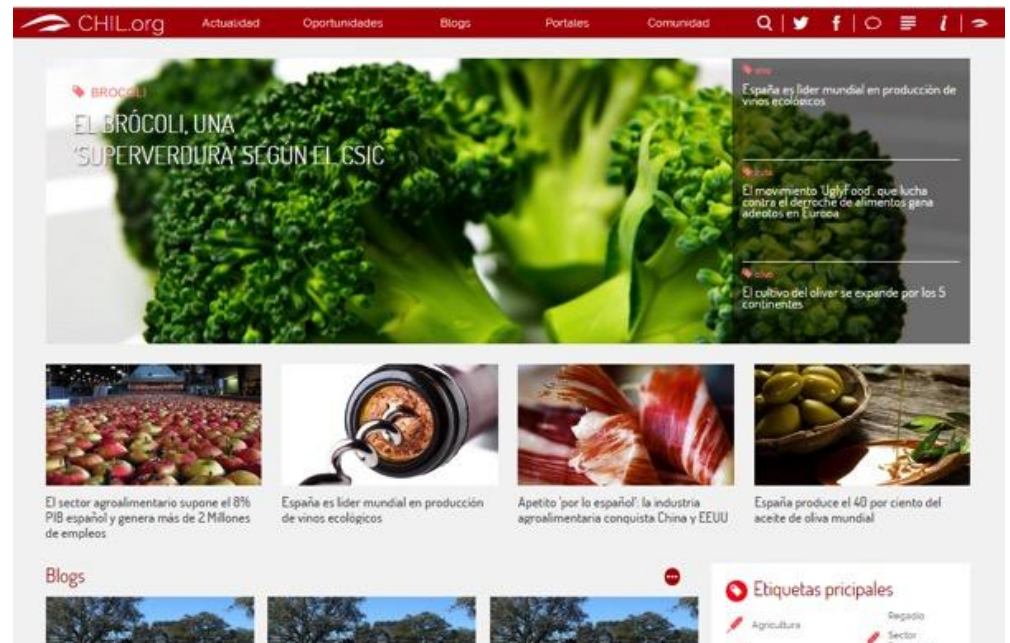 CHIL.org
Actualidad
Oportunidades
Blogs
Portales
Comunidad
f
i
BROCOLI
EL BRÓCOLI, UNA
'SUPERVERDURA' SEGÚN EL CSIC
vino
España es líder mundial en producción de
vinos ecológicos
fruta
El movimiento 'UglyFood', que lucha
contra el derroche de alimentos gana
adeptos en Europa
olivo
El cultivo del olivar se expande por los 5
continentes
El sector agroalimentario supone el 8%
PIB español y genera más de 2 Millones
de empleos
España es líder mundial en producción
de vinos ecológicos
Apetito 'por lo español': la industria
agroalimentaria conquista China y EEUU
España produce el 40 por ciento del
aceite de oliva mundial
Blogs
Etiquetas pricipales
Agricultura
Regadío
Sector